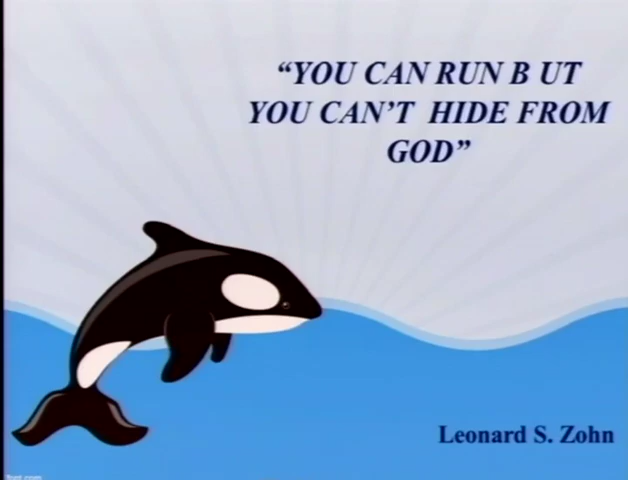 “YOU CAN RUN B UT
YOU CAN’T HIDE FROM
GOD”
Leonard S. Zohn